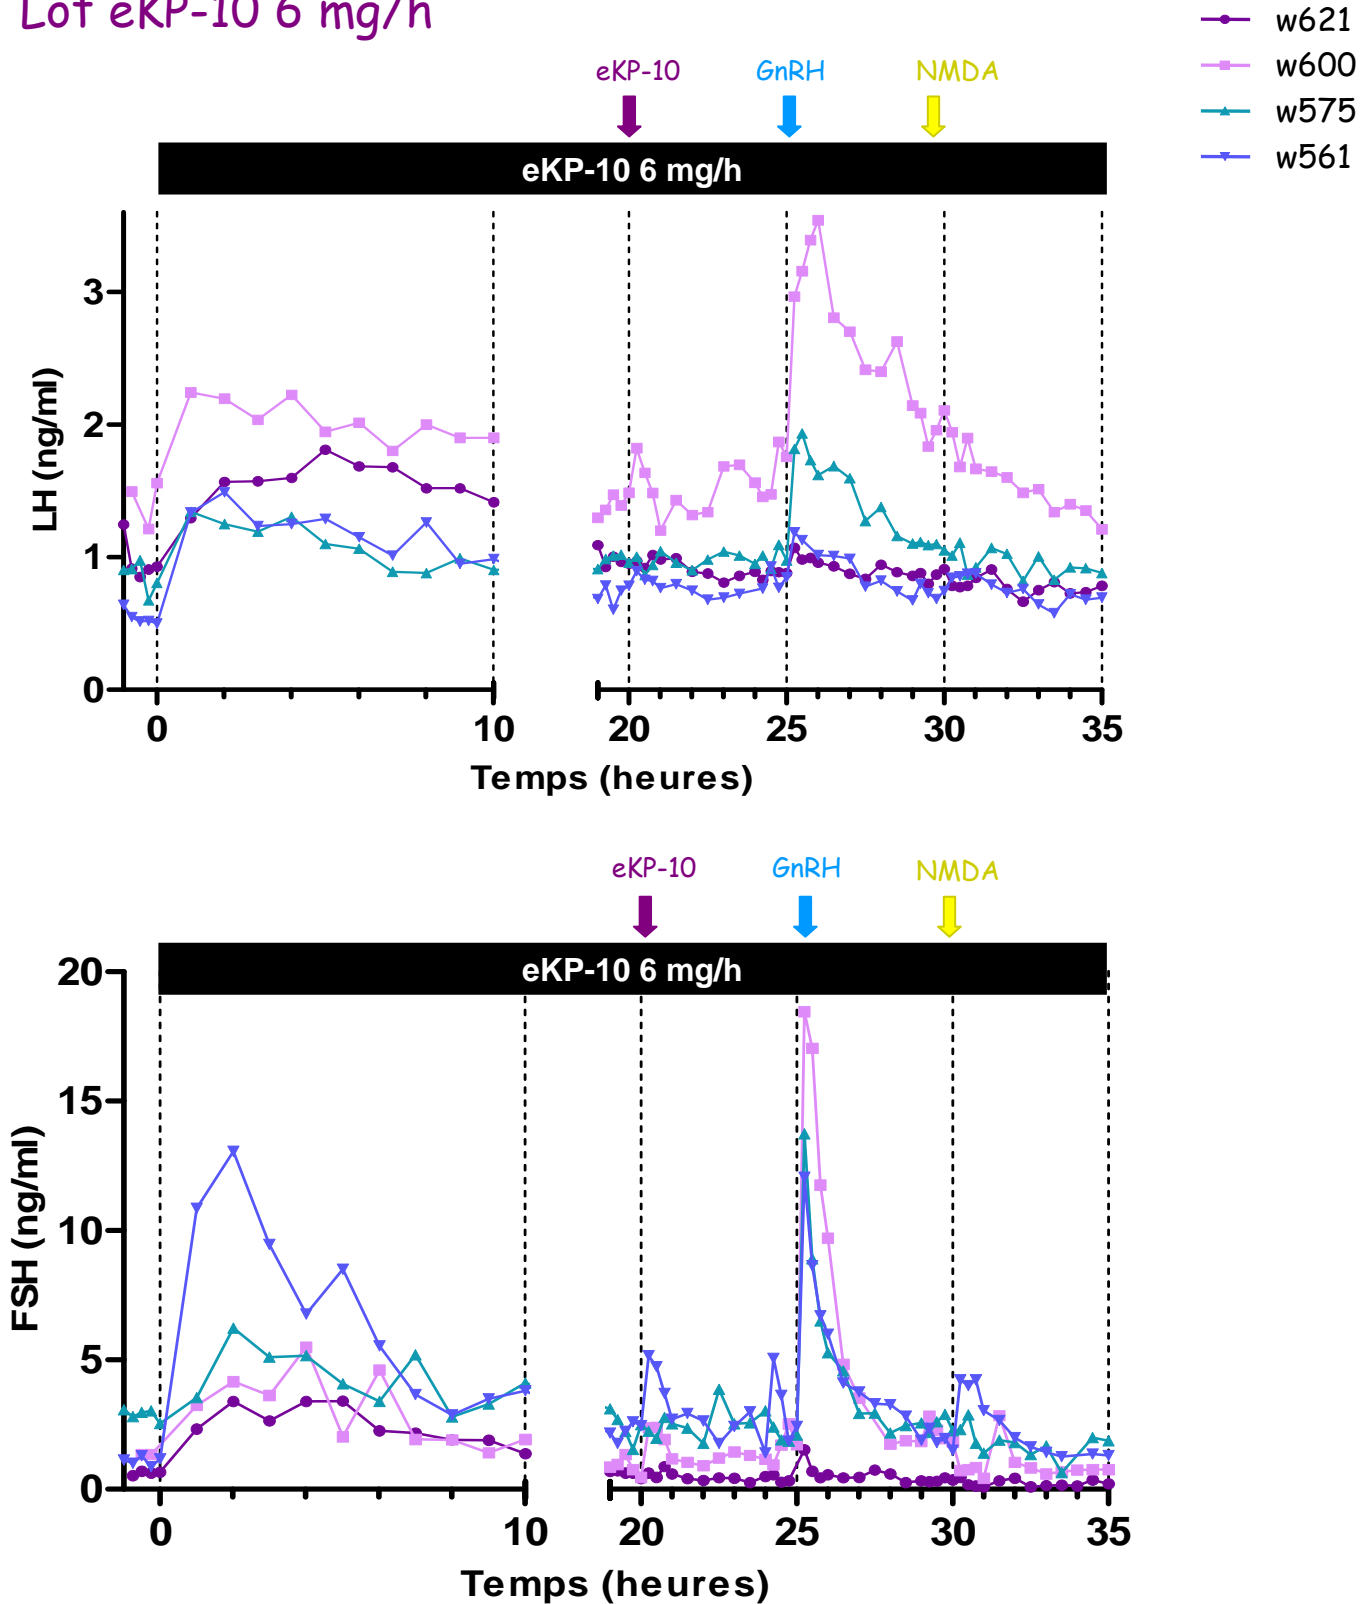 Lot eKP-10 6 mg/h
w621
w600
w575
w561
eKP-10 GnRH NMDA
eKP-10 6 mg/h
3
2
1
0
LH (ng/ml)
0 10 20 25 30 35
Temps (heures)
eKP-10 GnRH NMDA
eKP-10 6 mg/h
20
15
10
5
0
FSH (ng/ml)
0 10 20 25 30 35
Temps (heures)